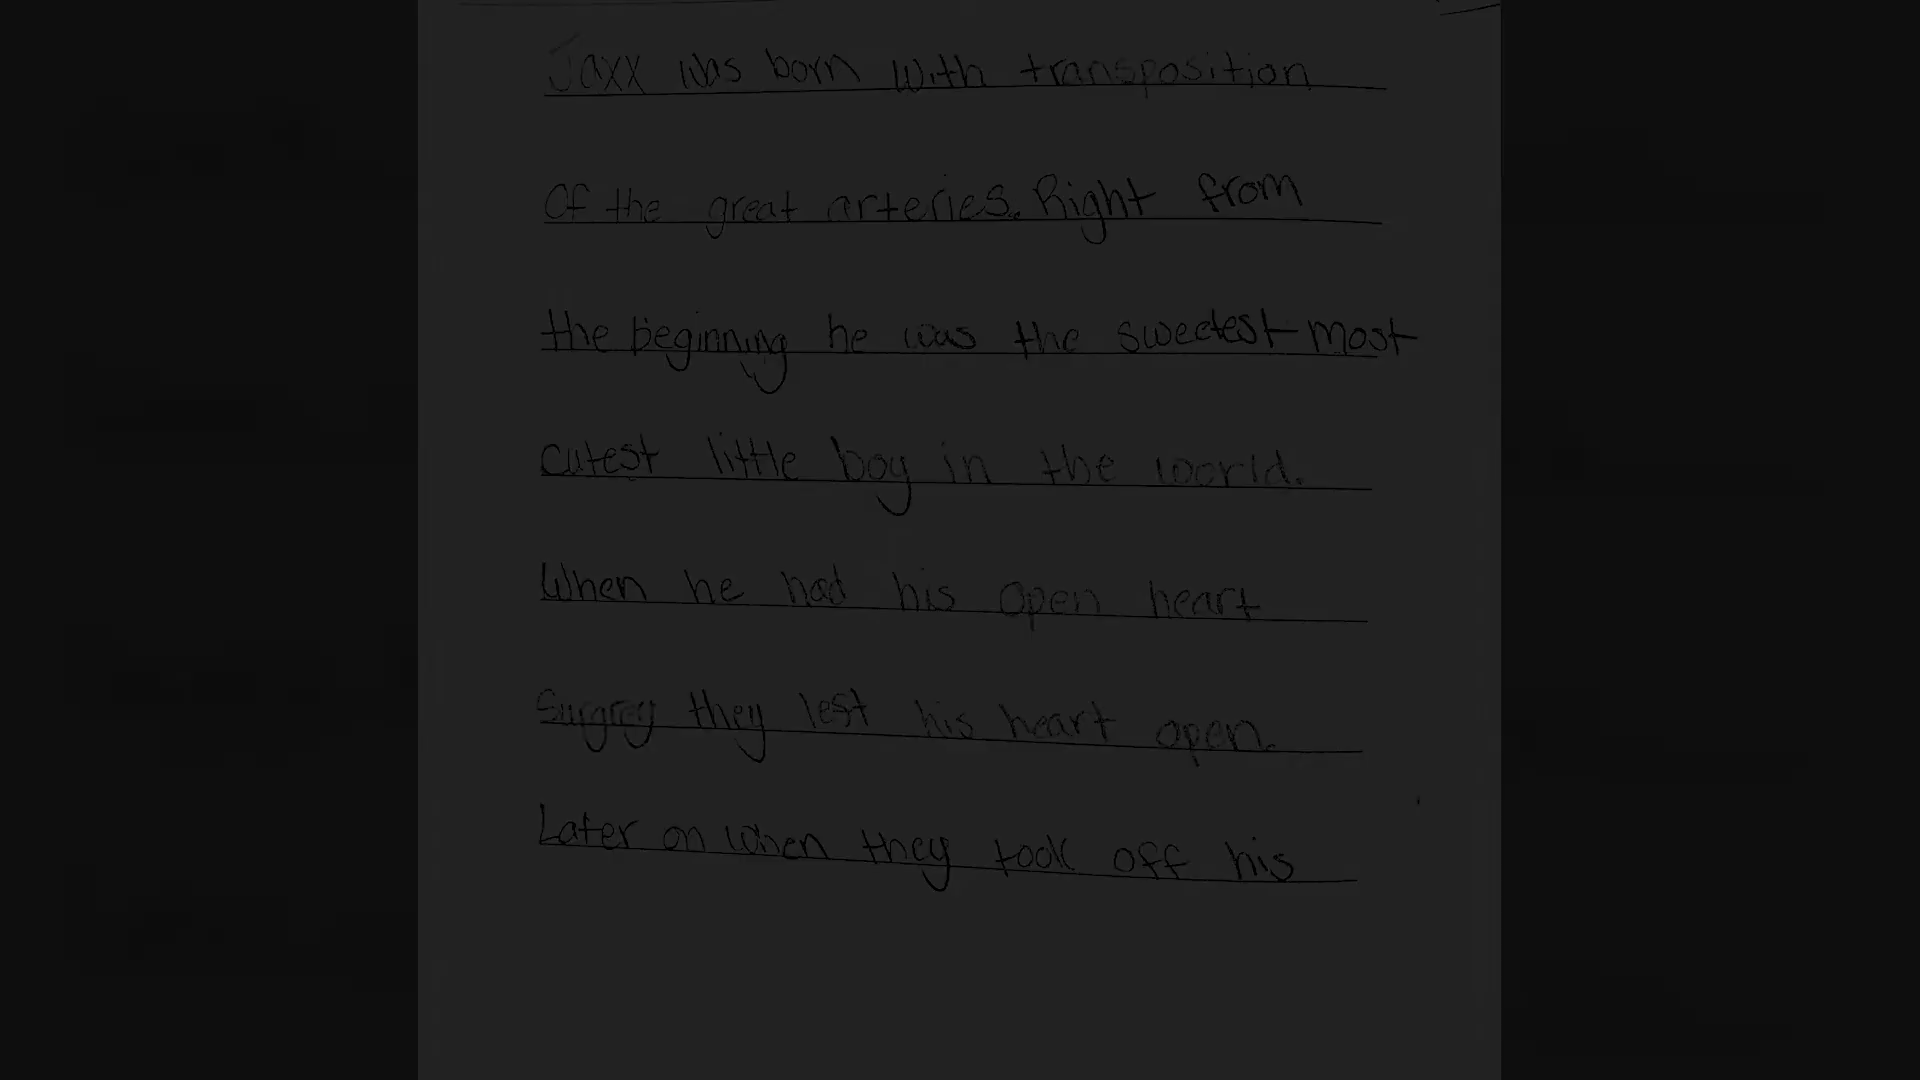 Jaxx was born with transposition
Of the great arteries. Right from
the beginning he was the sweetest most
cutest little boy in the world.
When he had his open heart
Surgrey they lest his heart open.
Later on when they took off his